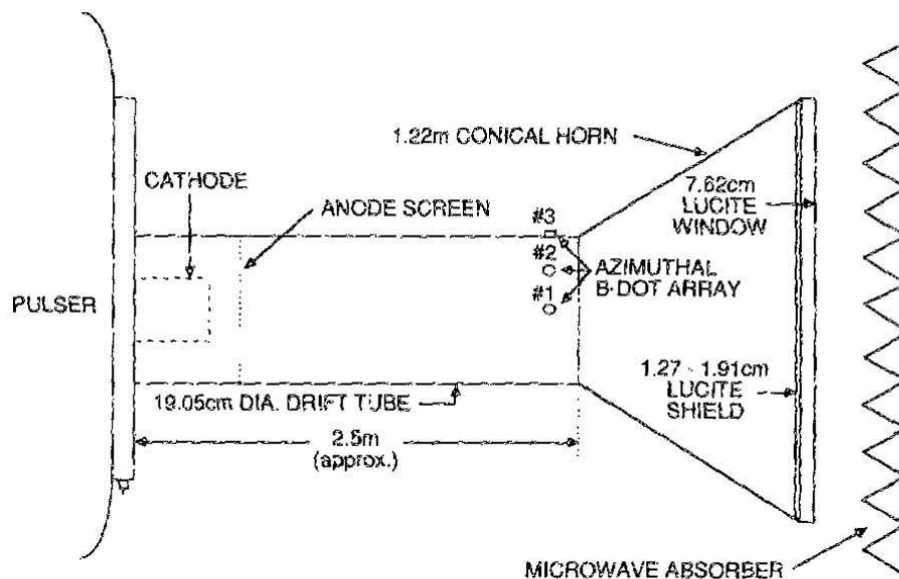 1.22m CONICAL HORN
CATHODE
ANODE SCREEN
7.62cm
LUCITE
WINDOW
#3
#2
#1
AZIMUTHAL
B-DOT ARRAY
PULSER
1.27 - 1.91cm
LUCITE
SHIELD
19.05cm DIA. DRIFT TUBE
2.5m
(approx.)
MICROWAVE ABSORBER